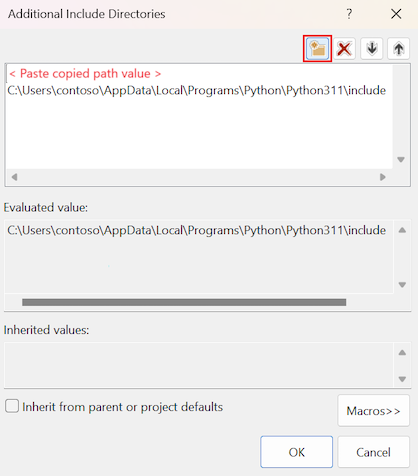 Additional Include Directories
?
< Paste copied path value >
C:\Users\contoso\AppData\Local\Programs\Python\Python311\include
Evaluated value:
C:\Users\contoso\AppData\Local\Programs\Python\Python311\include
Inherited values:
Inherit from parent or project defaults
Macros>>
OK
Cancel